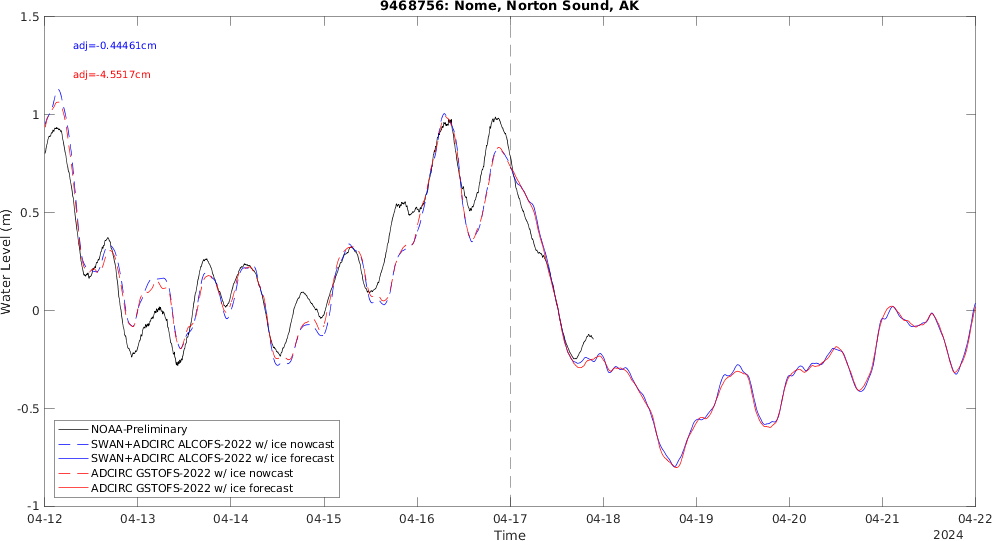 9468756: Nome, Norton Sound, AK
1.5
adj=-0.44461cm
adj=-4.5517cm
1
0.5
Water Level (m)
0
-0.5
NOAA-Preliminary
SWAN+ADCIRC ALCOFS-2022 w/ ice nowcast
SWAN+ADCIRC ALCOFS-2022 w/ ice forecast
ADCIRC GSTOFS-2022 w/ ice nowcast
ADCIRC GSTOFS-2022 w/ ice forecast
-1
04-12 04-13 04-14 04-15 04-16 04-17 04-18 04-19 04-20 04-21 04-22
Time 2024